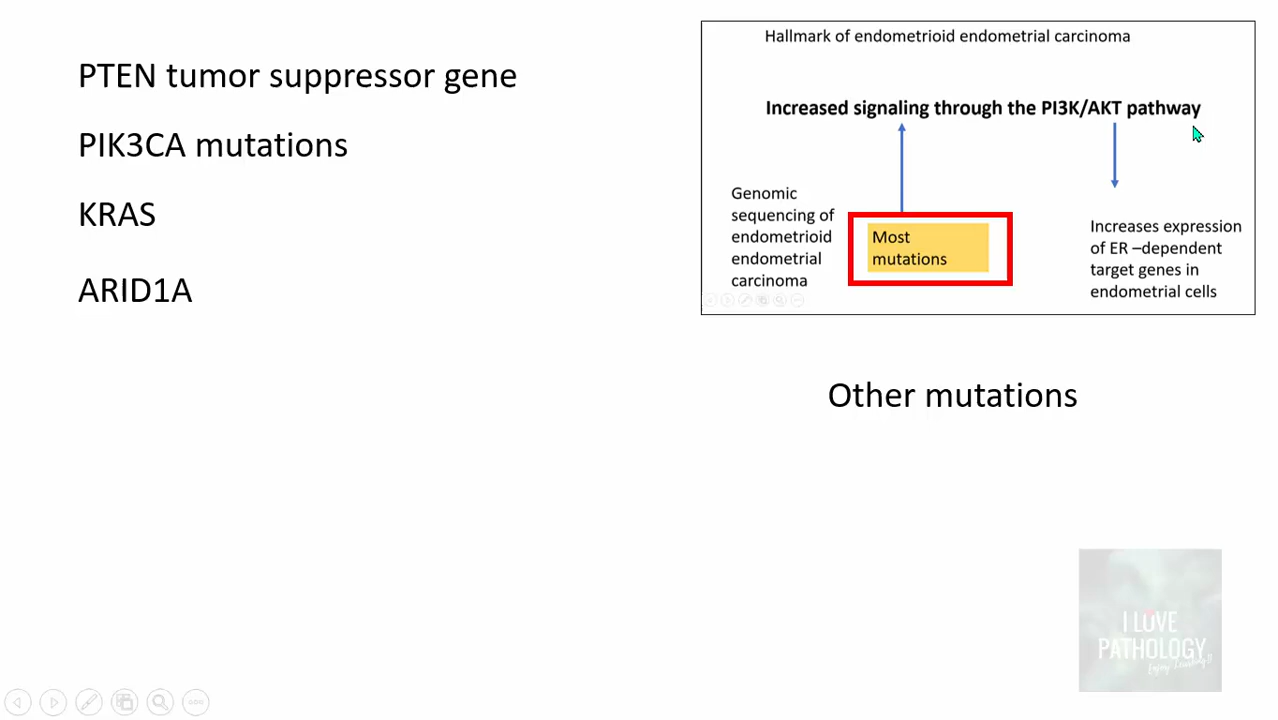 PTEN tumor suppressor gene
PIK3CA mutations
KRAS
ARID1A
Hallmark of endometrioid endometrial carcinoma
Increased signaling through the PI3K/AKT pathway
Genomic
sequencing of
endometrioid
endometrial
carcinoma
Most
mutations
Increases expression
of ER –dependent
target genes in
endometrial cells
Other mutations
I LOVE
PATHOLOGY
Enjoy Learning!!